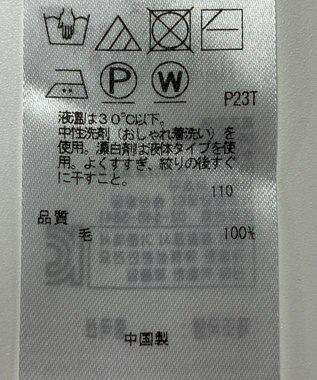 P W
P23T
液温は30℃以下。
中性洗剤(おしゃれ着洗い)を
使用。漂白剤は液体タイプを使
用。よくすすぎ、絞りの後すぐ
に干すこと。
110
品質
毛 100%
中国製